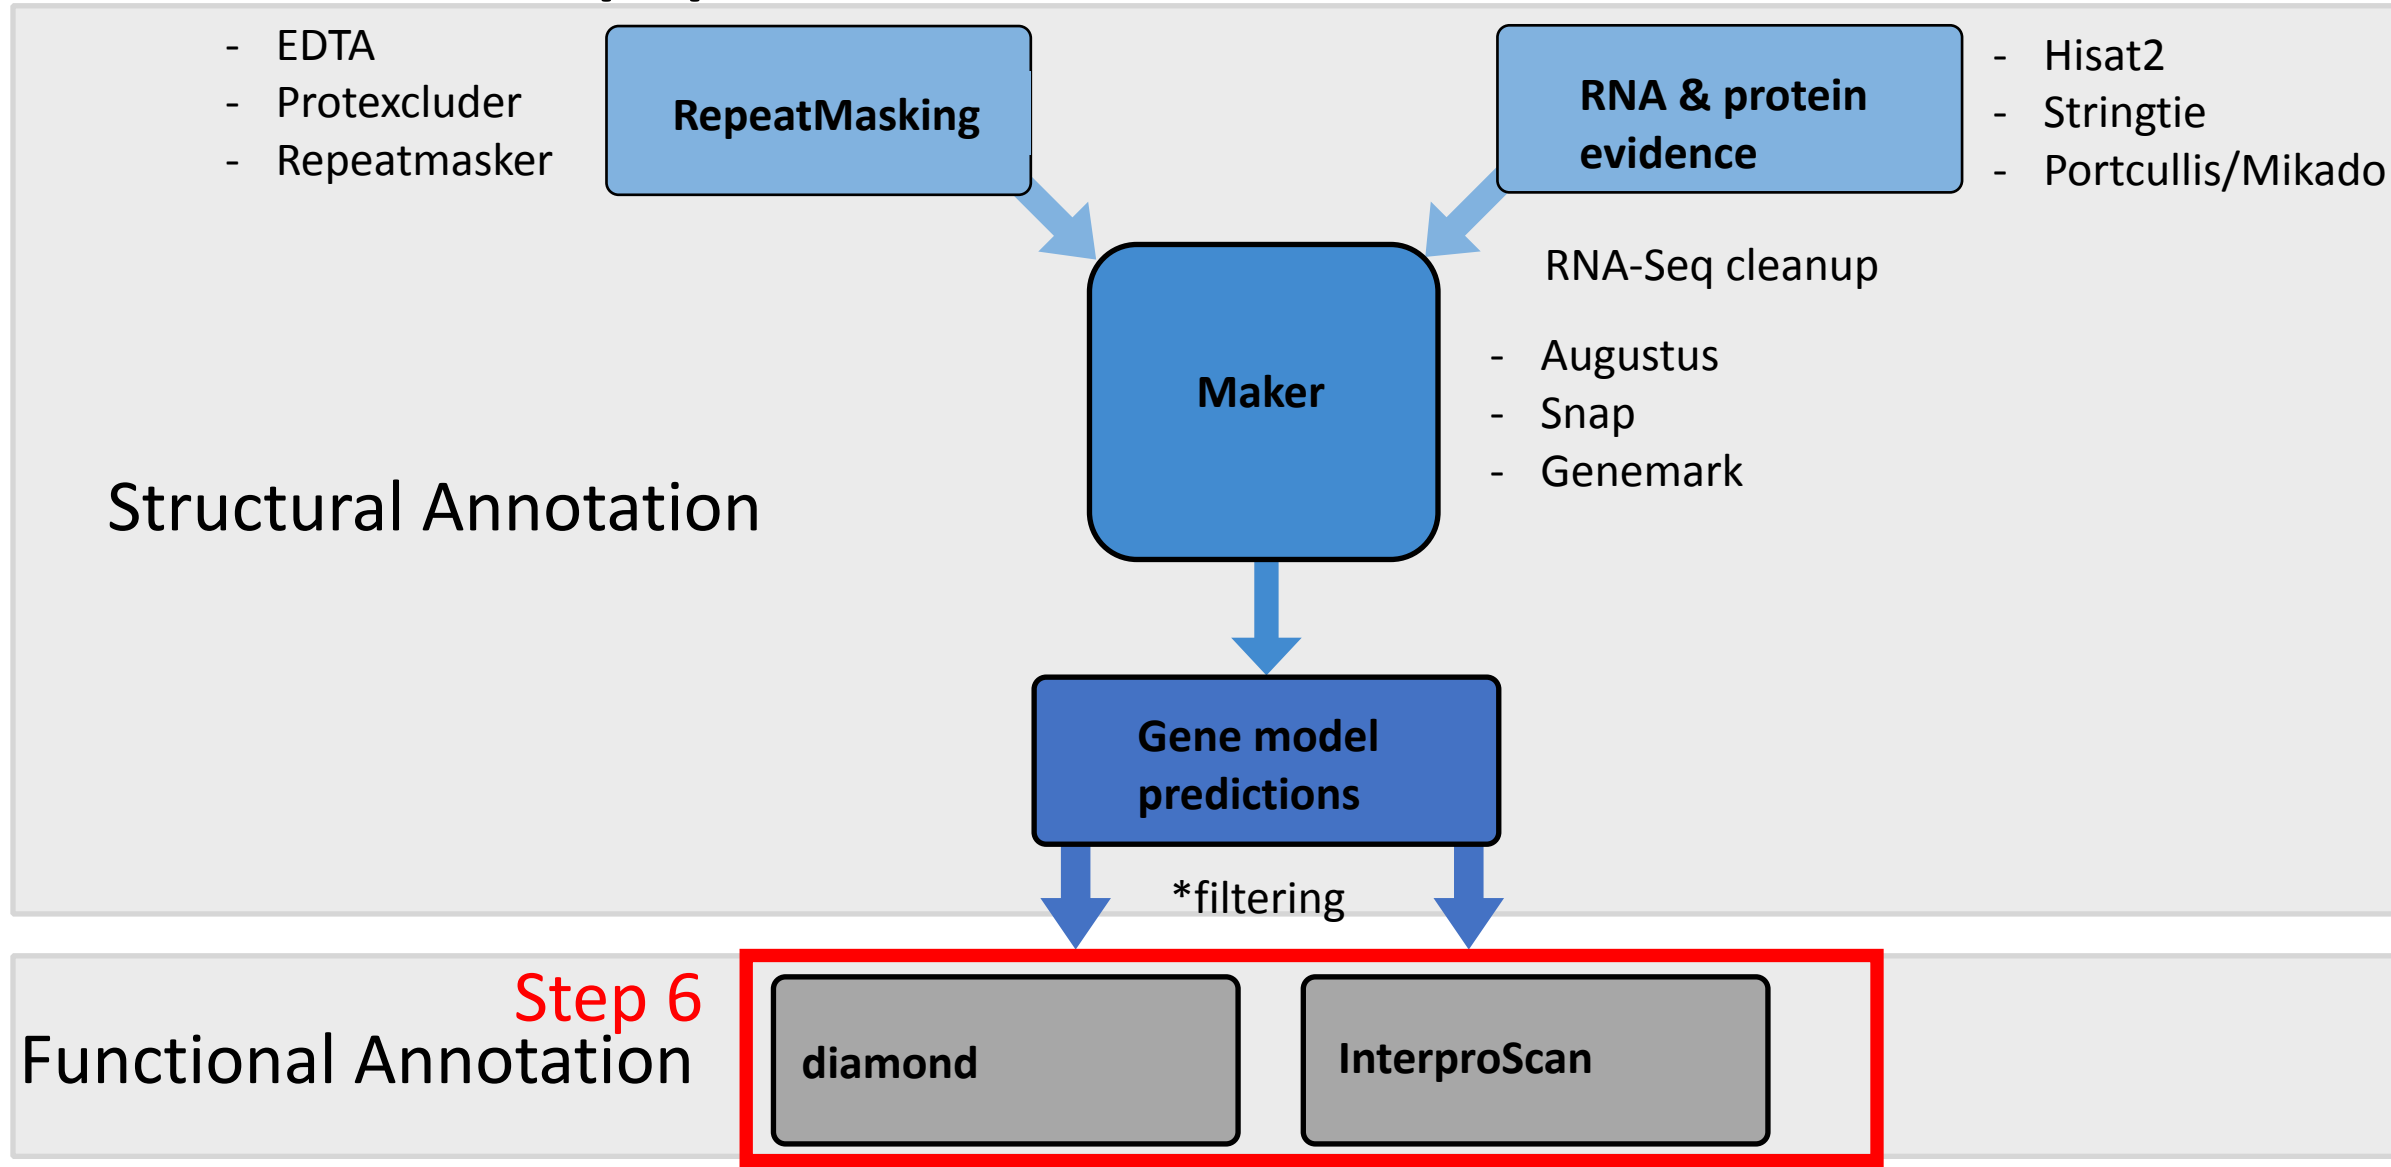 - EDTA
- Protexcluder
- Repeatmasker
RepeatMasking
RNA & protein
evidence
- Hisat2
- Stringtie
- Portcullis/Mikado
RNA-Seq cleanup
Maker
- Augustus
- Snap
- Genemark
Structural Annotation
Gene model
predictions
*filtering
Step 6
Functional Annotation
diamond
InterproScan